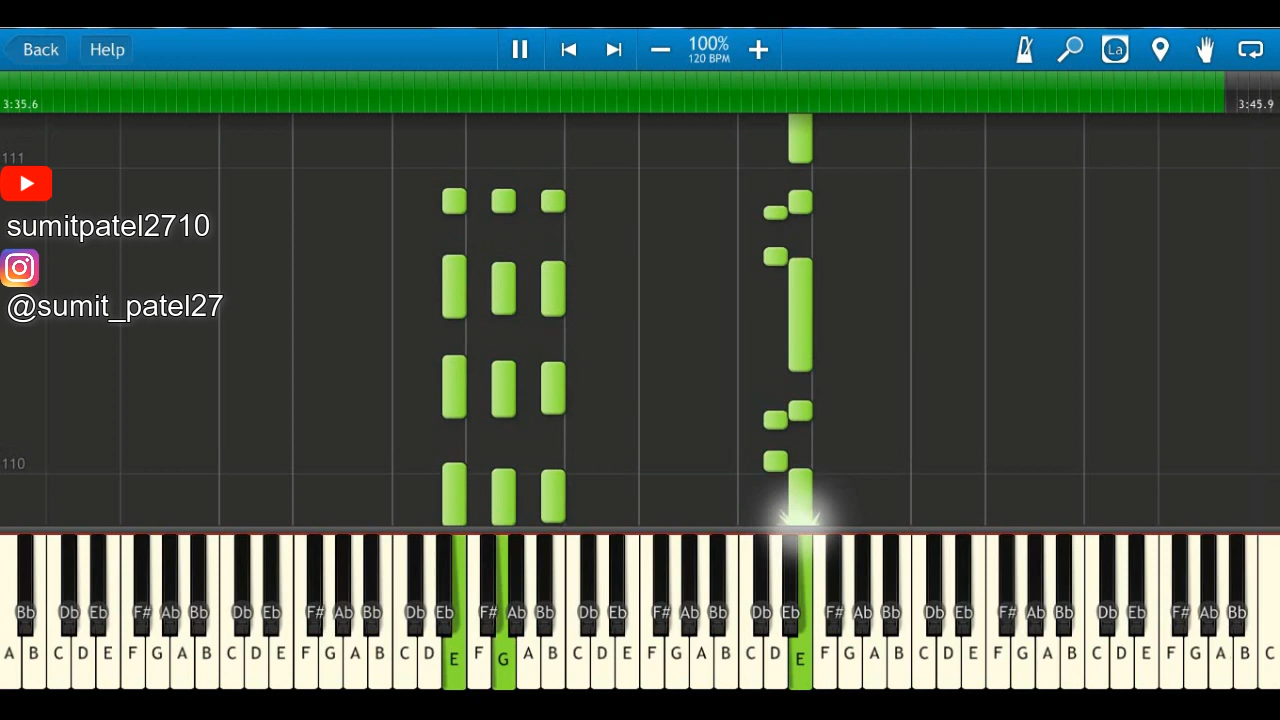 Back Help 100% La
120 BPM
3:35.6 3:45.9
111
sumitpatel2710
@sumit_patel27
110
Bb Db Eb F# Ab Bb Db Eb F# Ab Bb Db Eb F# Ab Bb Db Eb F# Ab Bb Db Eb F# Ab Bb Db Eb F# Ab Bb Db Eb F# Ab Bb
A B C D E F G A B C D E F G A B C D E F G A B C D E F G A B C D E F G A B C D E F G A B C D E F G A B C